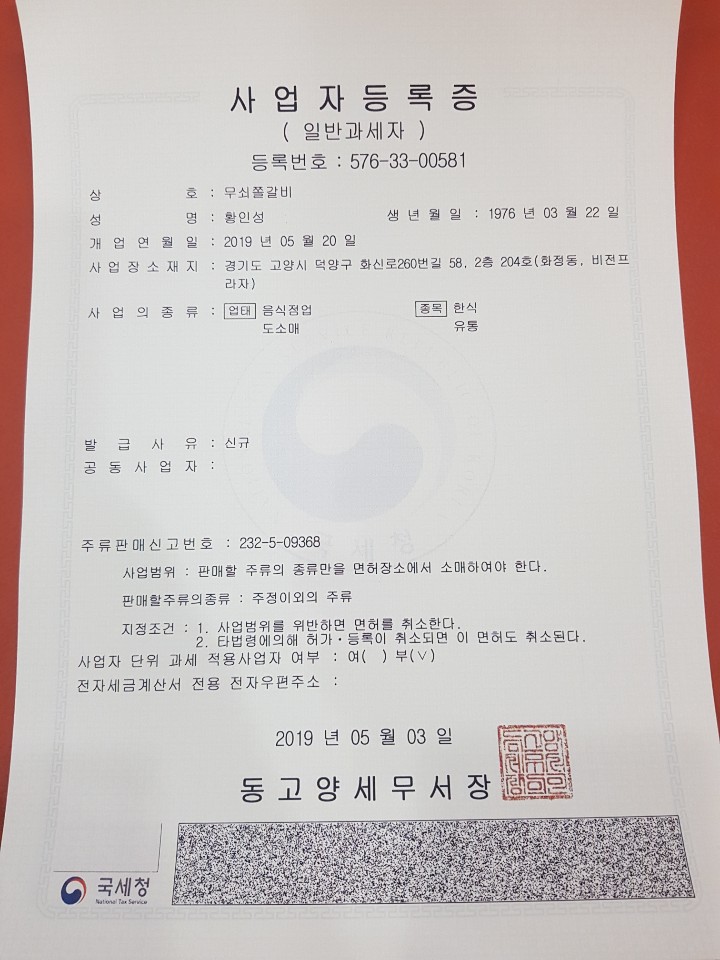 사업자등록증
( 일반과세자 )
등록번호 : 576-33-00581
상 호 : 무쇠쫄갈비
성 명 : 황인성 생 년 월 일 : 1976 년 03 월 22 일
개 업 연 월 일 : 2019 년 05 월 20 일
사 업 장 소 재 지 : 경기도 고양시 덕양구 화신로260번길 58, 2층 204호(화정동, 비전프
라자)
사 업 의 종 류 : 업태 음식점업 종목 한식
도소매 유통
발 급 사 유 : 신규
공 동 사 업 자 :
주류판매신고번호 : 232-5-09368
사업범위 : 판매할 주류의 종류만을 면허장소에서 소매하여야 한다.
판매할주류의종류 : 주정이외의 주류
지정조건 : 1. 사업범위를 위반하면 면허를 취소한다.
2. 타법령에의해 허가·등록이 취소되면 이 면허도 취소된다.
사업자 단위 과세 적용사업자 여부 : 여( ) 부(∨)
전자세금계산서 전용 전자우편주소 :
2019 년 05 월 03 일
동고양세무서장
국세청
National Tax Service